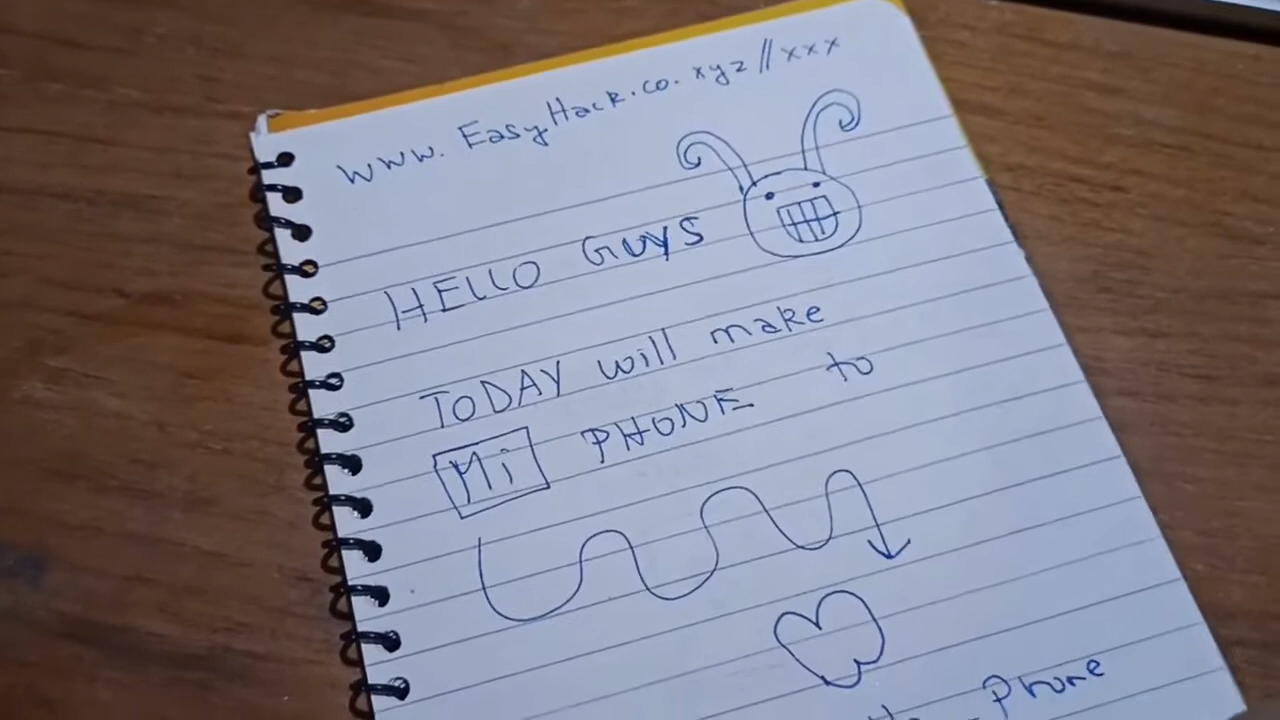 www.EasyHack.co.xyz//xxx
HELLO GUYS
TODAY will make
Mi PHONE to
Phone